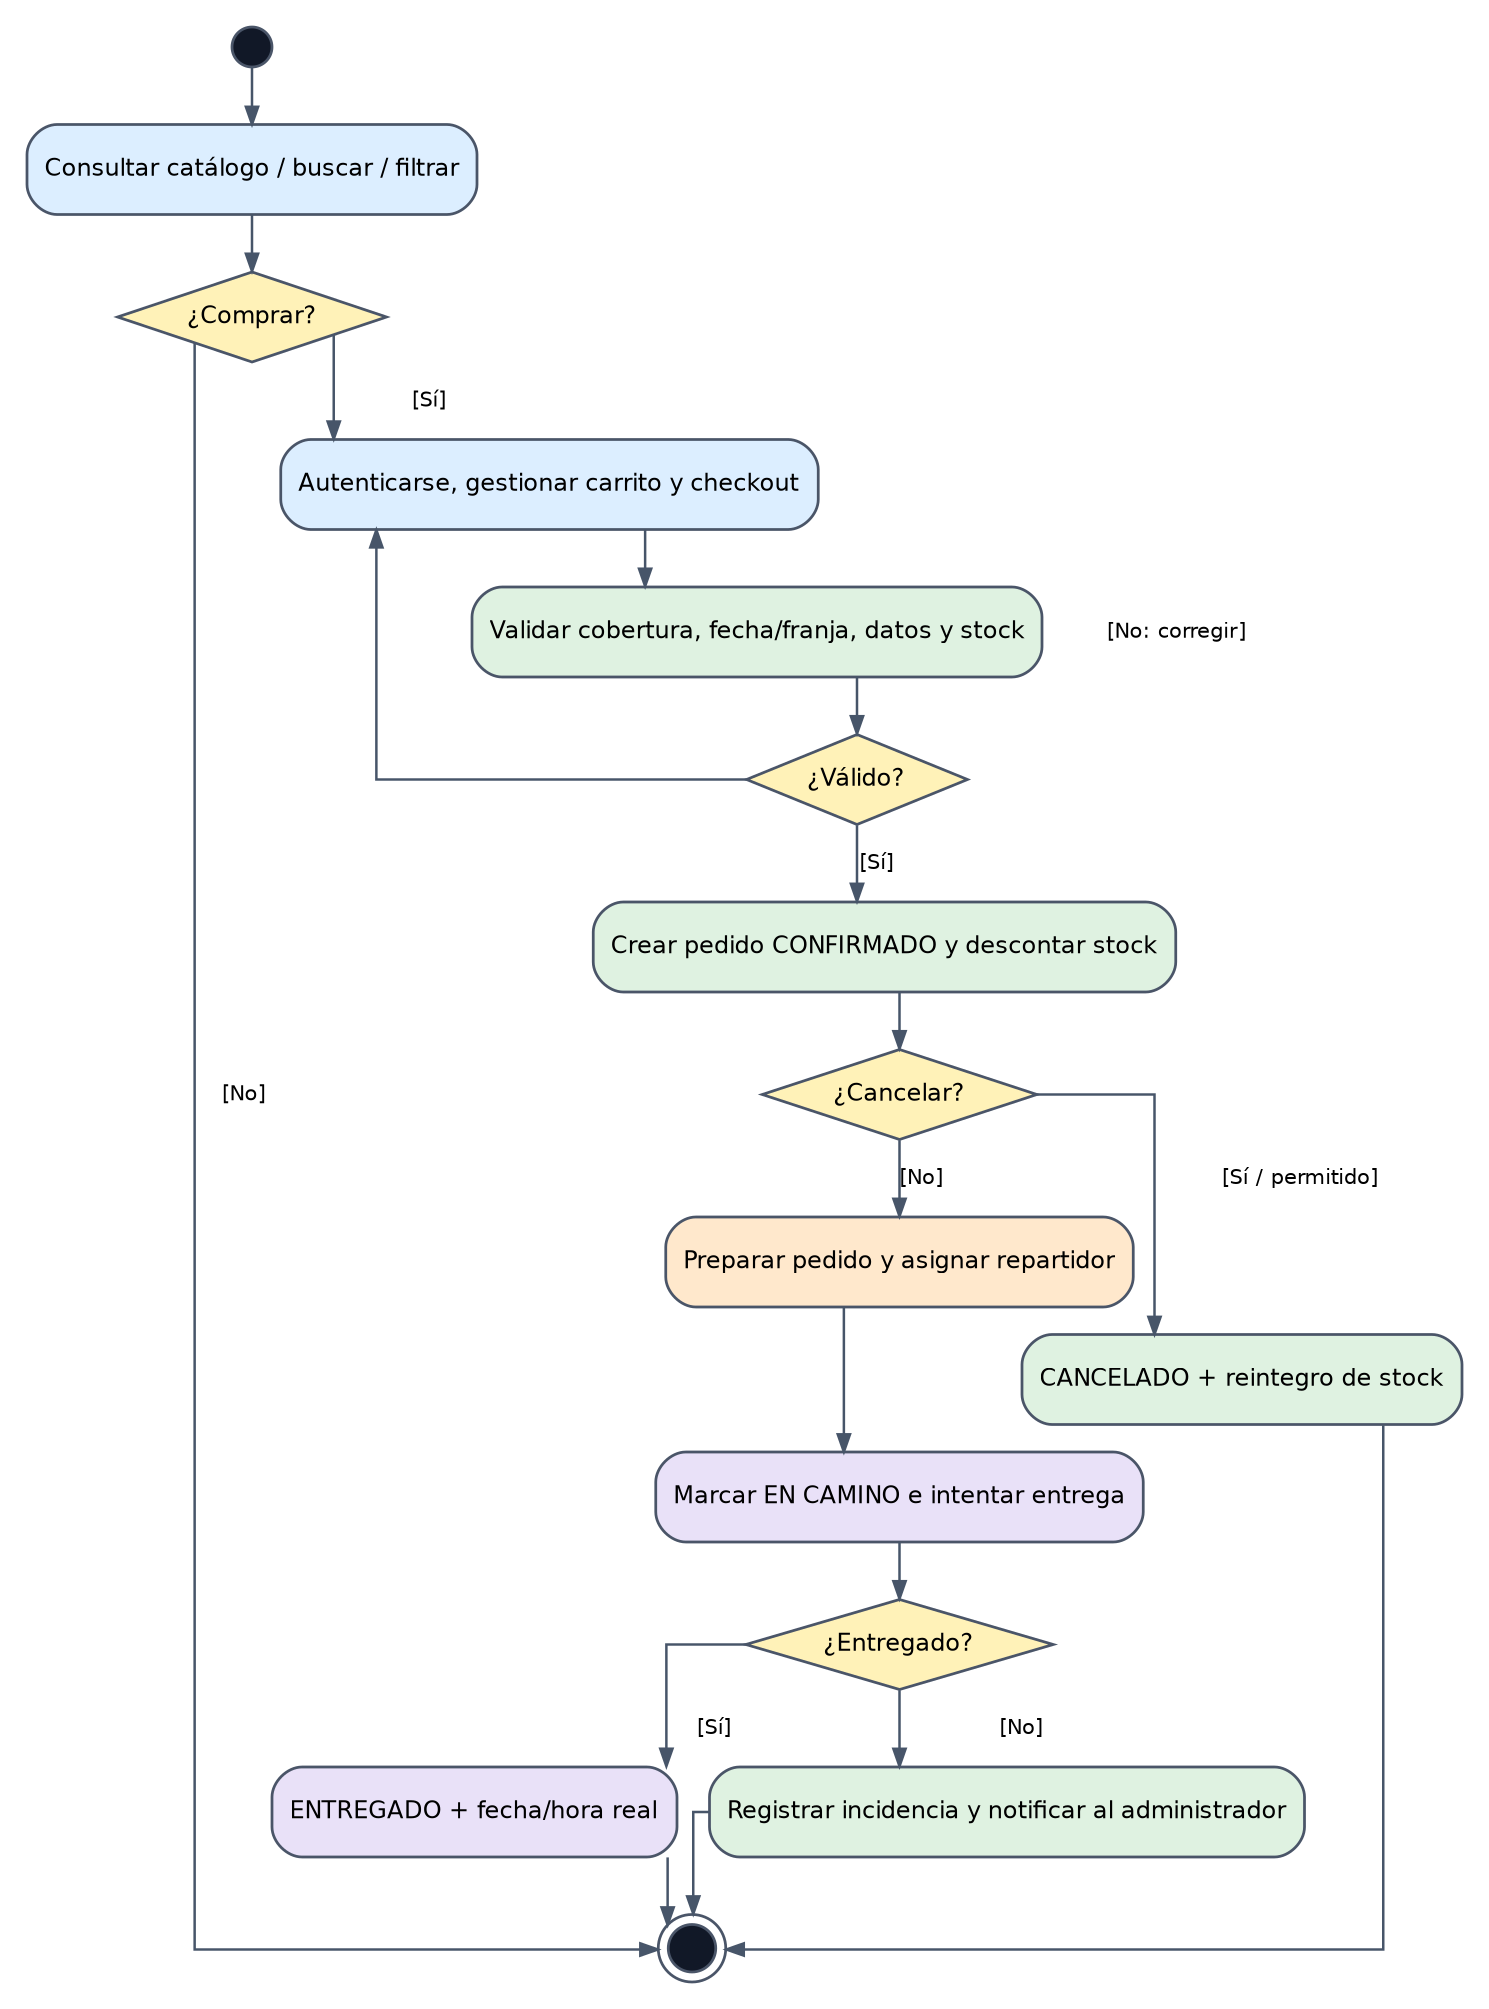 Consultar catálogo / buscar / filtrar
¿Comprar?
[Sí]
Autenticarse, gestionar carrito y checkout
Validar cobertura, fecha/franja, datos y stock
[No: corregir]
¿Válido?
[Sí]
Crear pedido CONFIRMADO y descontar stock
[No]
¿Cancelar?
[No]
[Sí / permitido]
Preparar pedido y asignar repartidor
CANCELADO + reintegro de stock
Marcar EN CAMINO e intentar entrega
¿Entregado?
[Sí]
[No]
ENTREGADO + fecha/hora real
Registrar incidencia y notificar al administrador